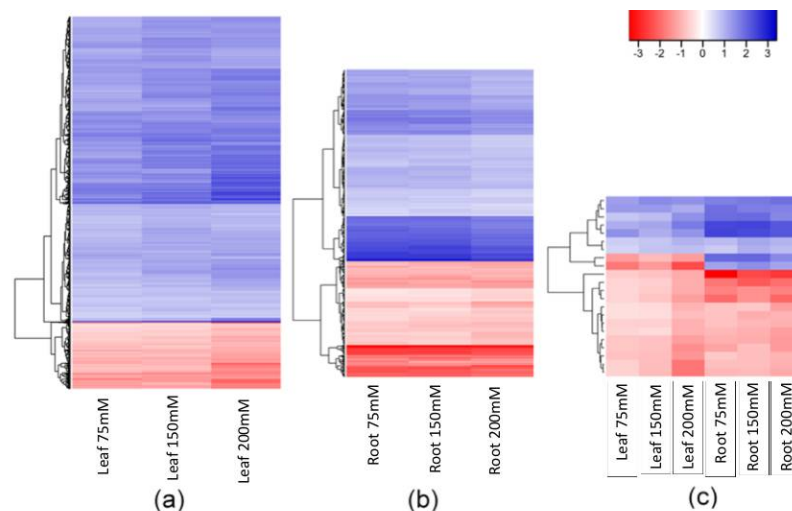 -3 -2 -1 0 1 2 3
Leaf 75mM
Leaf 150mM
Leaf 200mM
(a)
Root 75mM
Root 150mM
Root 200mM
(b)
Leaf 75mM
Leaf 150mM
Leaf 200mM
Root 75mM
Root 150mM
Root 200mM
(c)